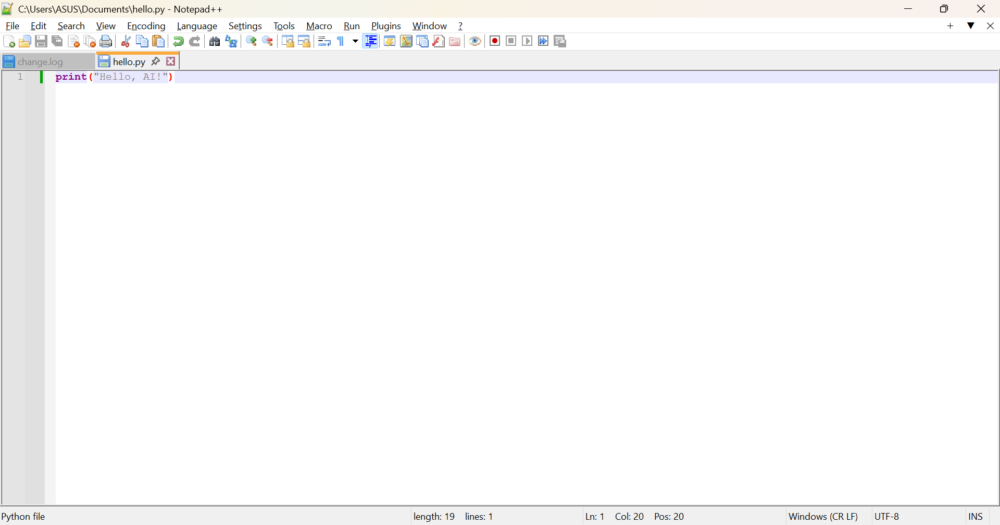 C:\Users\ASUS\Documents\hello.py - Notepad++
File Edit Search View Encoding Language Settings Tools Macro Run Plugins Window ?
change.log hello.py
1 print("Hello, AI!")
Python file length: 19 lines: 1 Ln: 1 Col: 20 Pos: 20 Windows (CR LF) UTF-8 INS